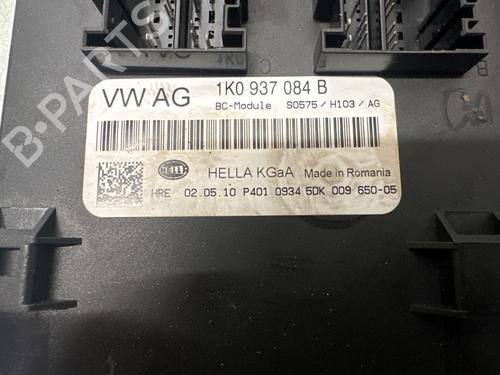 VW AG
1K0 937 084 B
BC-Module S0575 / H103 / AG
HELLA
HELLA KGaA Made in Romania
HRE 02.05.10 P401 0934 5DK 009 650-05
B